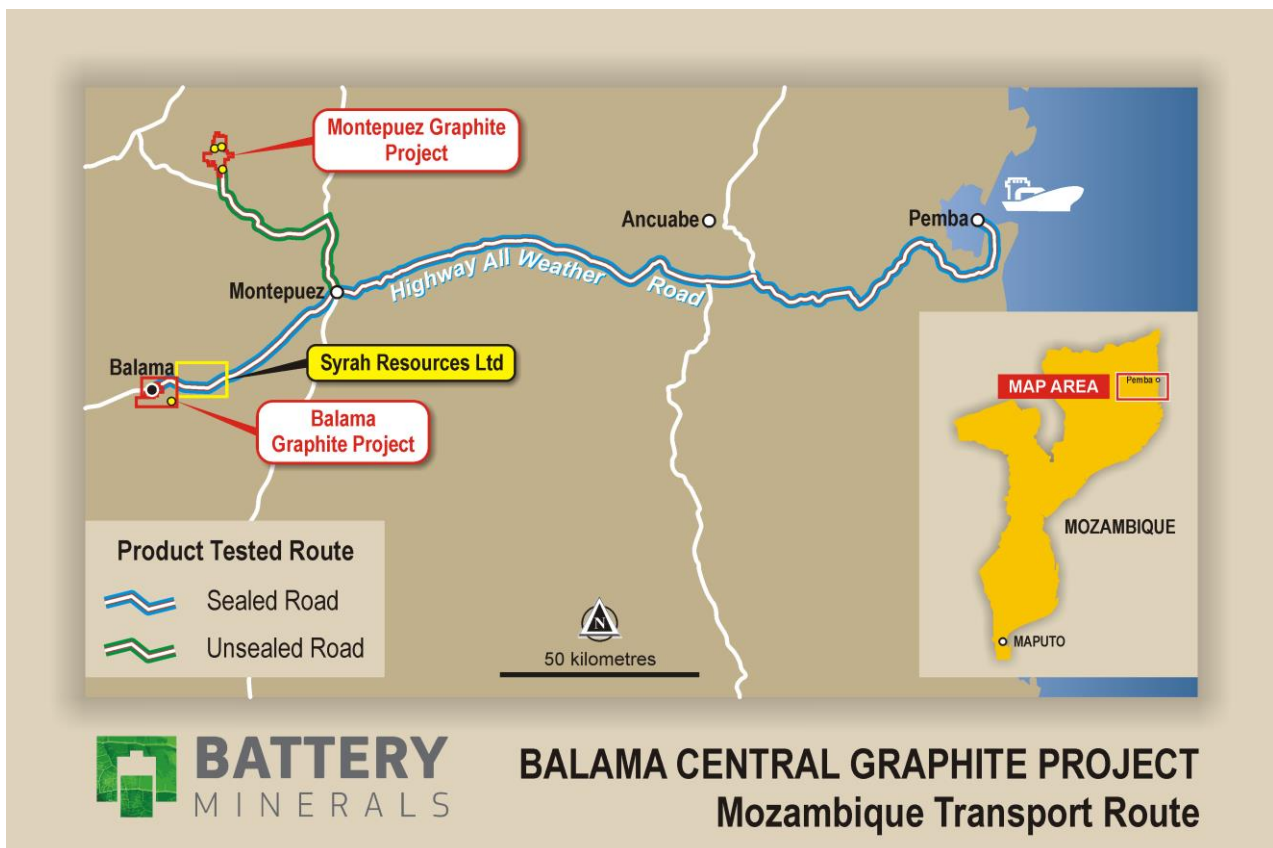 Montepuez Graphite
Project
Ancuabe
Pemba
Highway All Weather Road
Montepuez
Balama
Syrah Resources Ltd
Balama
Graphite Project
MAP AREA
Pemba
MOZAMBIQUE
MAPUTO
Product Tested Route
Sealed Road
Unsealed Road
N
50 kilometres
BATTERY
MINERALS
BALAMA CENTRAL GRAPHITE PROJECT
Mozambique Transport Route